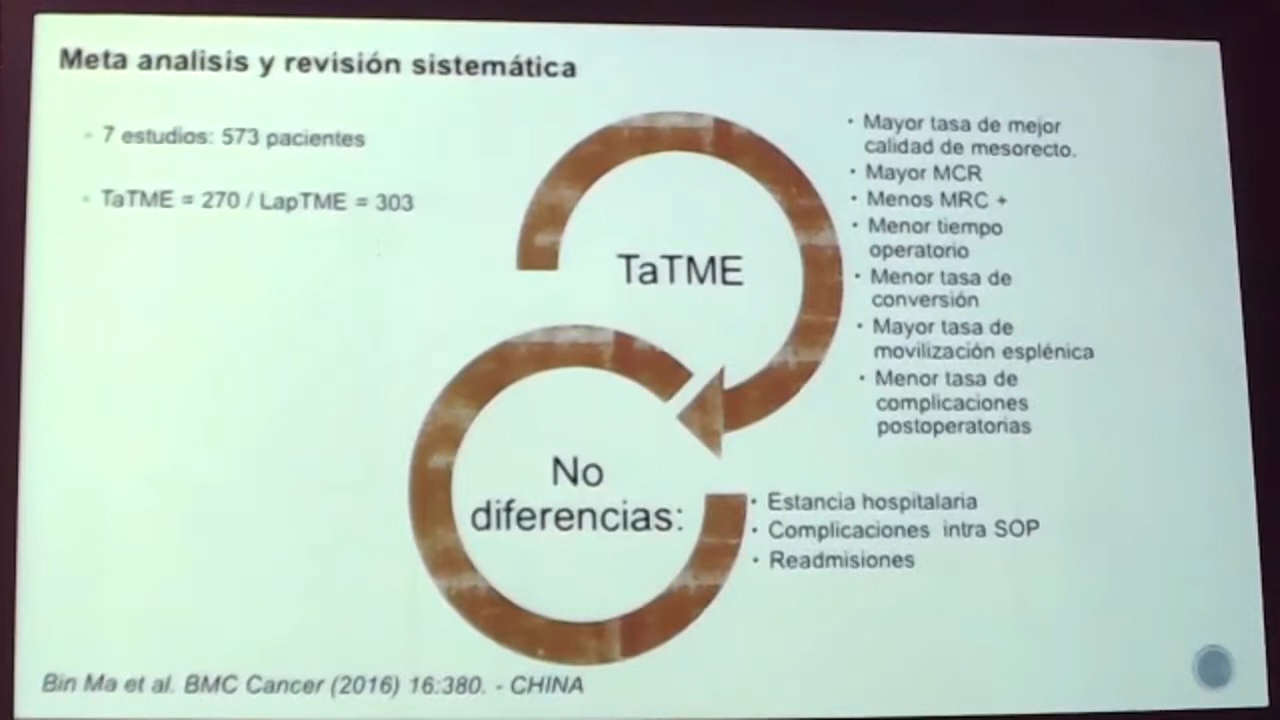 Meta analisis y revisión sistemática
- 7 estudios: 573 pacientes
- TaTME = 270 / LapTME = 303
TaTME
• Mayor tasa de mejor
calidad de mesorecto.
• Mayor MCR
• Menos MRC +
• Menor tiempo
operatorio
• Menor tasa de
conversión
• Mayor tasa de
movilización esplénica
• Menor tasa de
complicaciones
postoperatorias
No
diferencias:
• Estancia hospitalaria
• Complicaciones intra SOP
• Readmisiones
Bin Ma et al. BMC Cancer (2016) 16:380. - CHINA